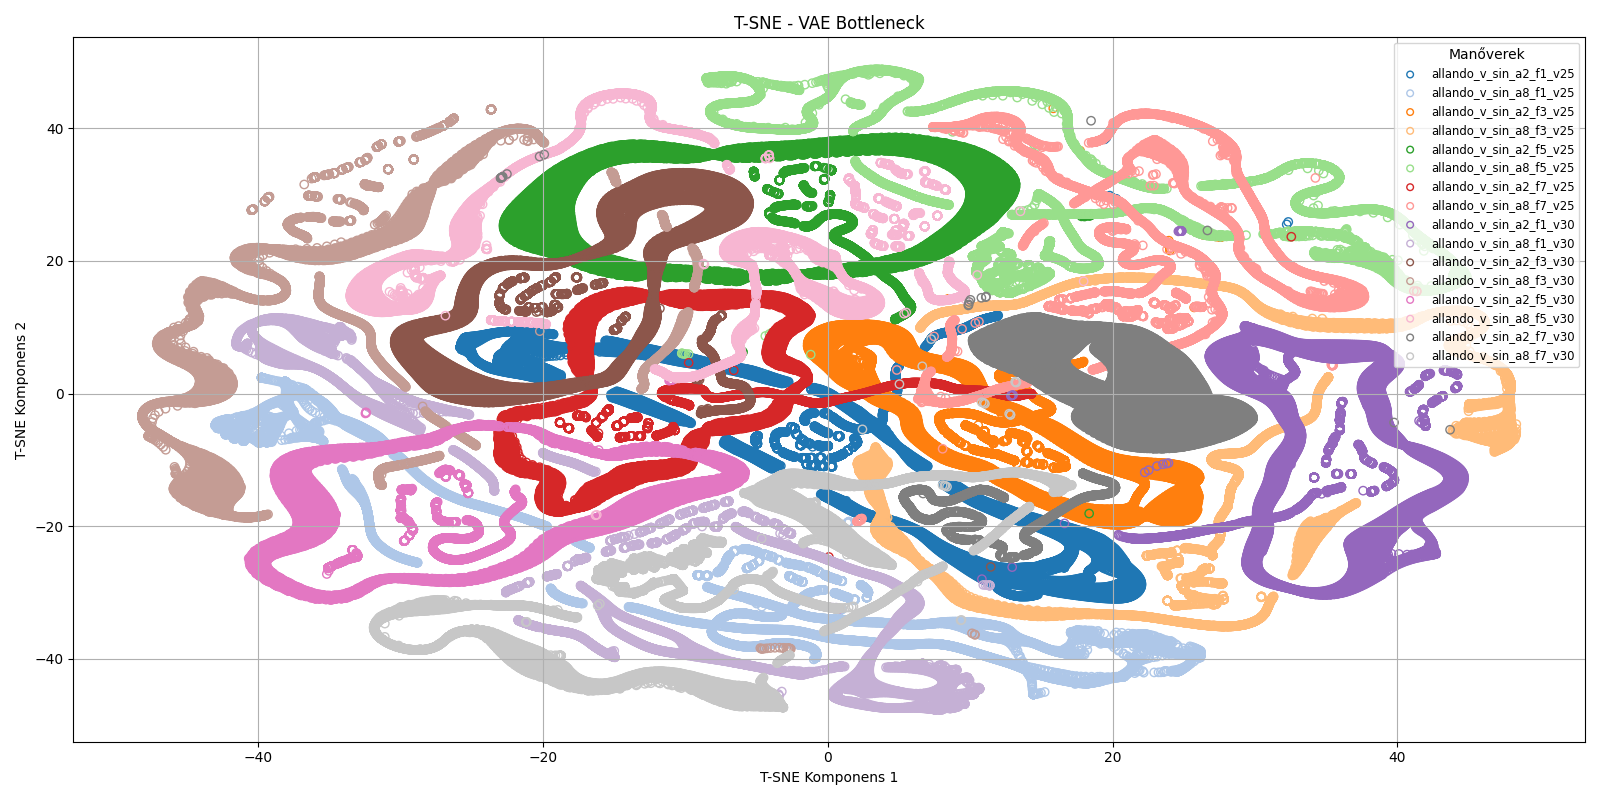 T-SNE - VAE Bottleneck
T-SNE Komponens 2
40
20
0
−20
−40
−40
−20
0
20
40
T-SNE Komponens 1
Manőverek
allando_v_sin_a2_f1_v25
allando_v_sin_a8_f1_v25
allando_v_sin_a2_f3_v25
allando_v_sin_a8_f3_v25
allando_v_sin_a2_f5_v25
allando_v_sin_a8_f5_v25
allando_v_sin_a2_f7_v25
allando_v_sin_a8_f7_v25
allando_v_sin_a2_f1_v30
allando_v_sin_a8_f1_v30
allando_v_sin_a2_f3_v30
allando_v_sin_a8_f3_v30
allando_v_sin_a2_f5_v30
allando_v_sin_a8_f5_v30
allando_v_sin_a2_f7_v30
allando_v_sin_a8_f7_v30